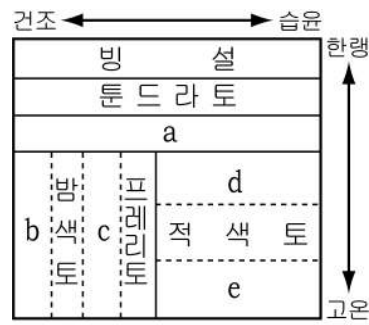 건조 습윤
한랭
빙 설
툰드라토
a
b 밤색토 c 프레리토 d
적색토
e
고온